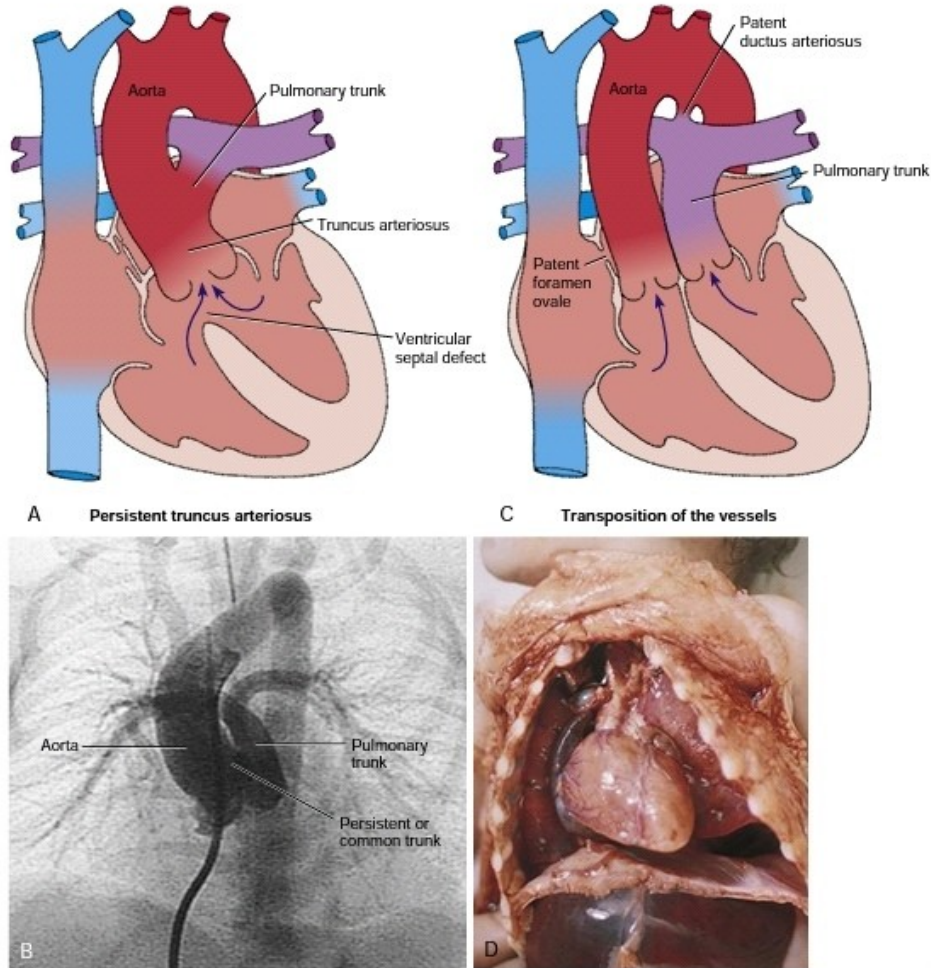 Aorta
Pulmonary trunk
Truncus arteriosus
Ventricular
septal defect
A Persistent truncus arteriosus
Patent
ductus arteriosus
Aorta
Pulmonary trunk
Patent
foramen
ovale
C Transposition of the vessels
Aorta
Pulmonary
trunk
Persistent or
common trunk
B
D